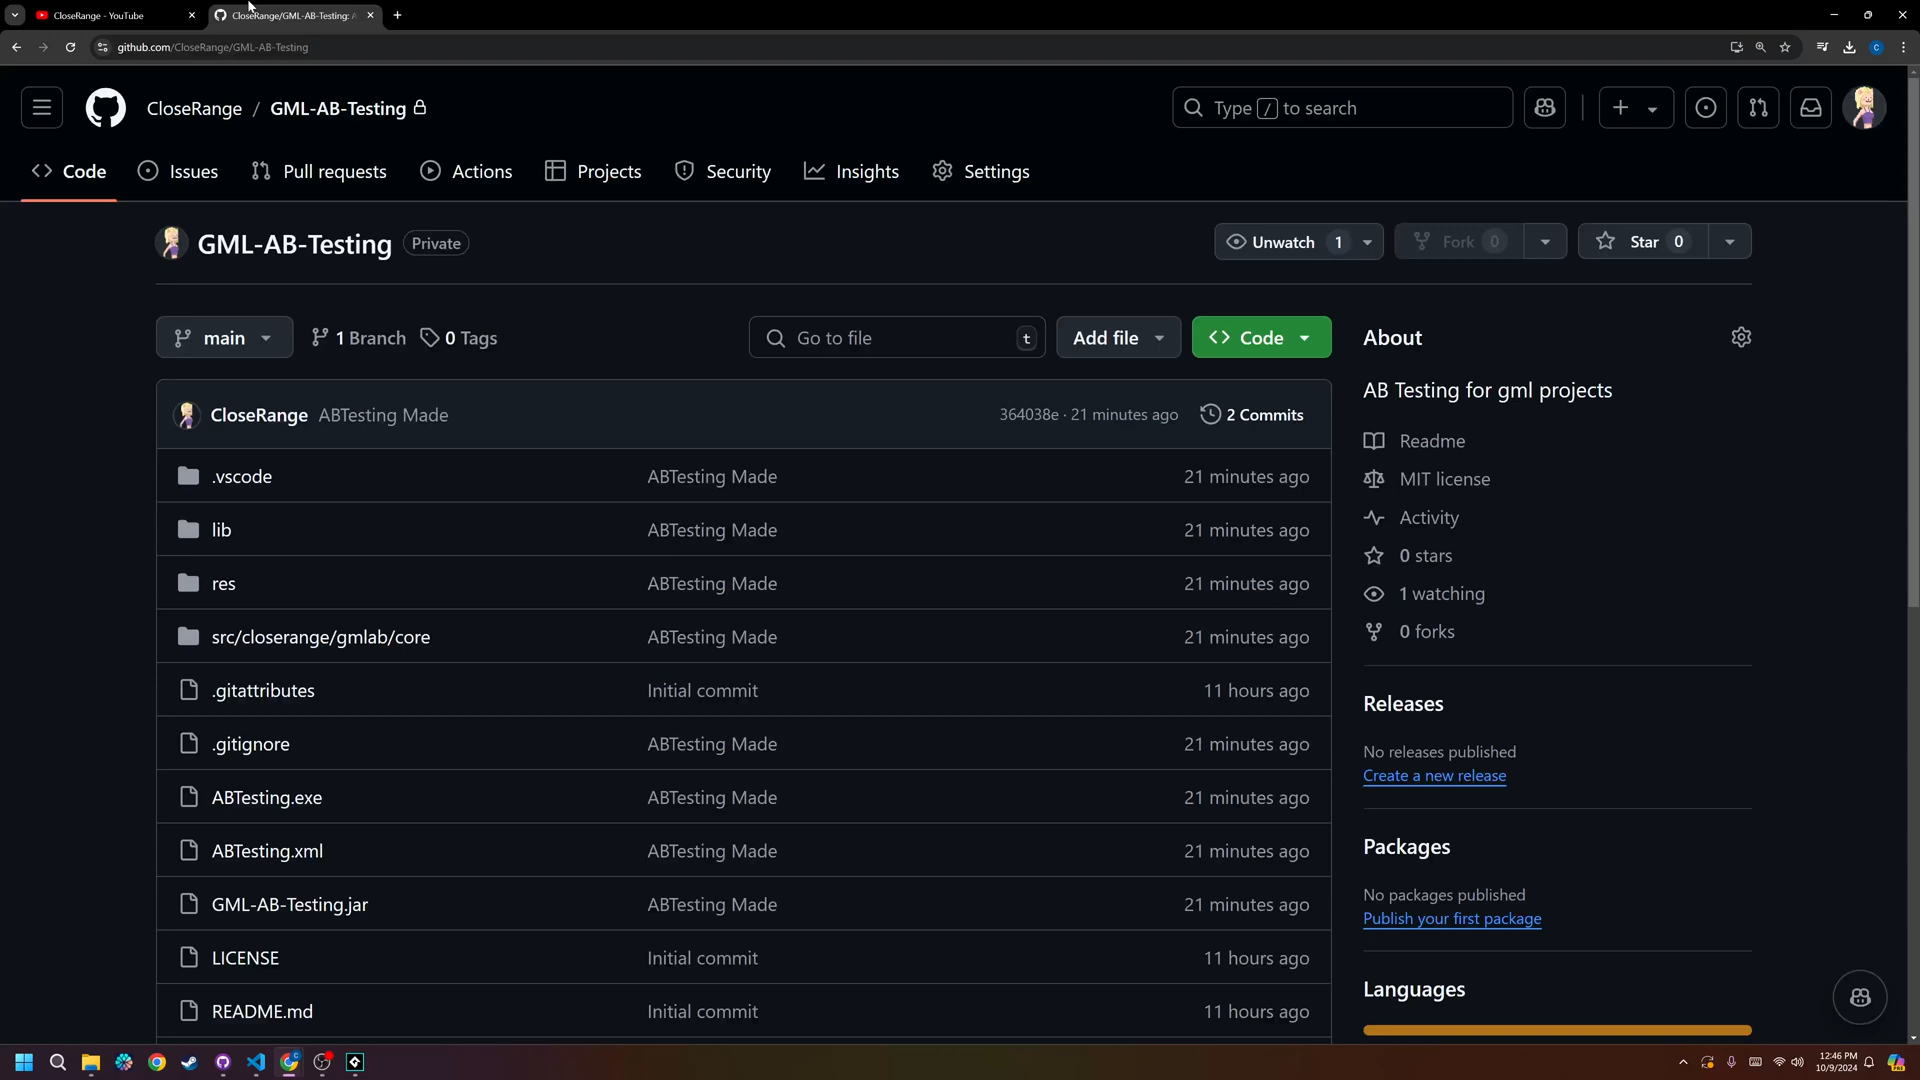 CloseRange - YouTube
CloseRange/GML-AB-Testing: A
github.com/CloseRange/GML-AB-Testing
CloseRange / GML-AB-Testing
Type / to search
Code
Issues
Pull requests
Actions
Projects
Security
Insights
Settings
GML-AB-Testing Private
Unwatch 1
Fork 0
Star 0
main
1 Branch
0 Tags
Go to file
t
Add file
Code
About
AB Testing for gml projects
CloseRange ABTesting Made 364038e · 21 minutes ago 2 Commits
.vscode ABTesting Made 21 minutes ago
lib ABTesting Made 21 minutes ago
res ABTesting Made 21 minutes ago
src/closerange/gmlab/core ABTesting Made 21 minutes ago
.gitattributes Initial commit 11 hours ago
.gitignore ABTesting Made 21 minutes ago
ABTesting.exe ABTesting Made 21 minutes ago
ABTesting.xml ABTesting Made 21 minutes ago
GML-AB-Testing.jar ABTesting Made 21 minutes ago
LICENSE Initial commit 11 hours ago
README.md Initial commit 11 hours ago
Readme
MIT license
Activity
0 stars
1 watching
0 forks
Releases
No releases published
Create a new release
Packages
No packages published
Publish your first package
Languages
12:46 PM
10/9/2024